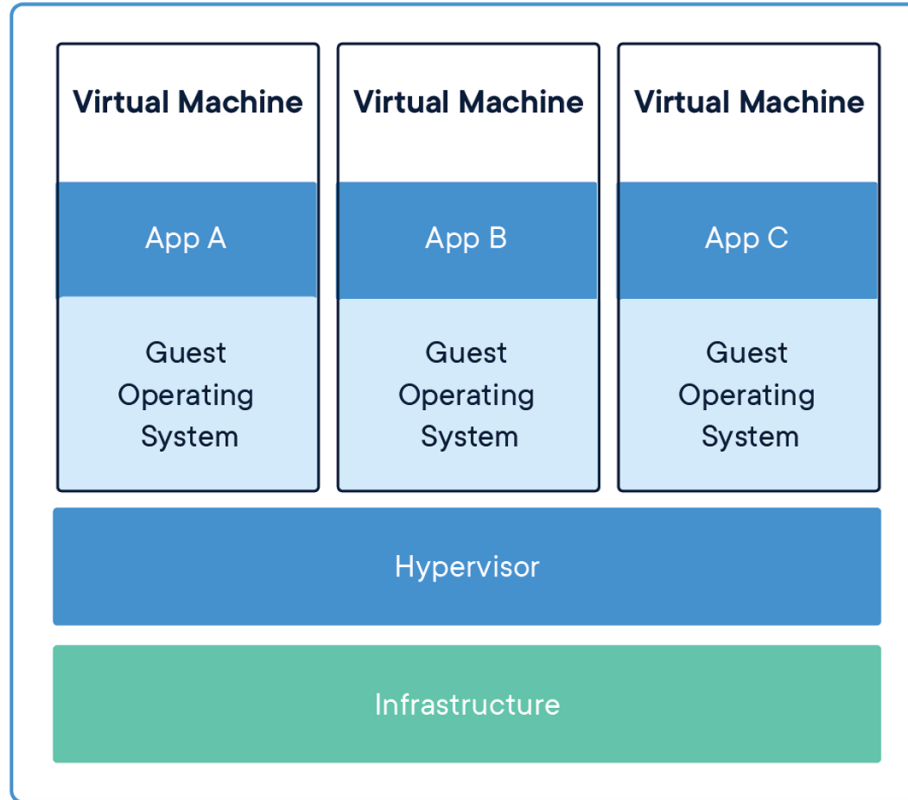 Virtual Machine
Virtual Machine
Virtual Machine
App A
App B
App C
Guest
Operating
System
Guest
Operating
System
Guest
Operating
System
Hypervisor
Infrastructure